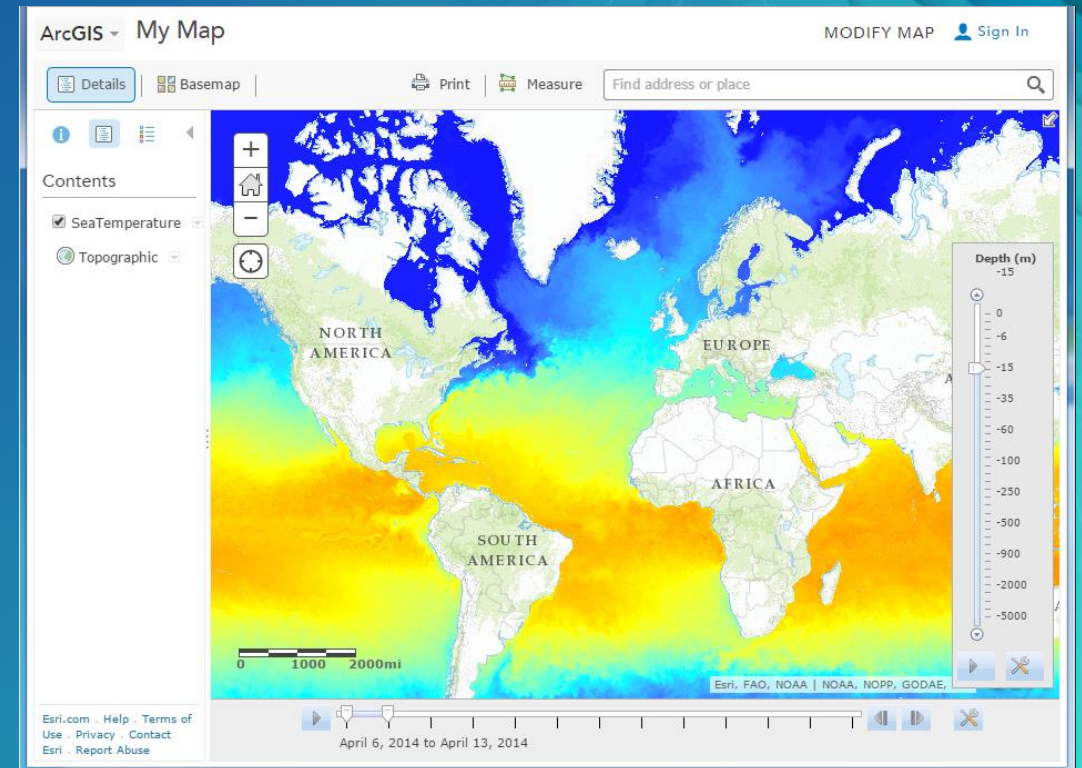 ArcGIS My Map
MODIFY MAP Sign In
Details Basemap Print Measure Find address or place
Contents
SeaTemperature
Topographic
NORTH
AMERICA
EUROPE
AFRICA
SOUTH
AMERICA
Depth (m)
-15
0
-6
-15
-35
-60
-100
-250
-500
-900
-2000
-5000
0 1000 2000mi
Esri, FAO, NOAA | NOAA, NOPP, GODAE,
April 6, 2014 to April 13, 2014
Esri.com . Help . Terms of
Use . Privacy . Contact
Esri . Report Abuse